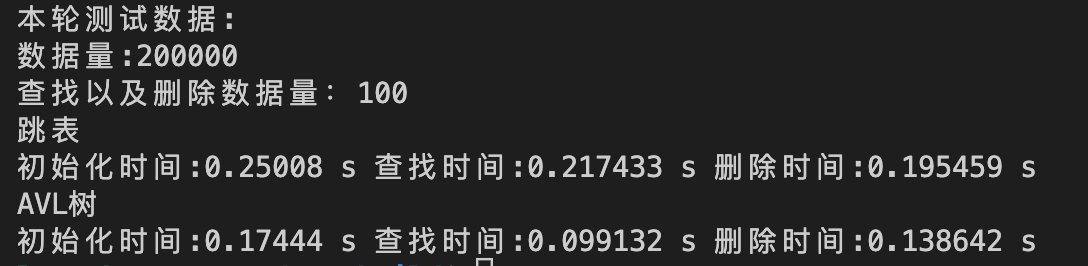 本轮测试数据:
数据量:200000
查找以及删除数据量: 100
跳表
初始化时间:0.25008 s 查找时间:0.217433 s 删除时间:0.195459 s
AVL树
初始化时间:0.17444 s 查找时间:0.099132 s 删除时间:0.138642 s